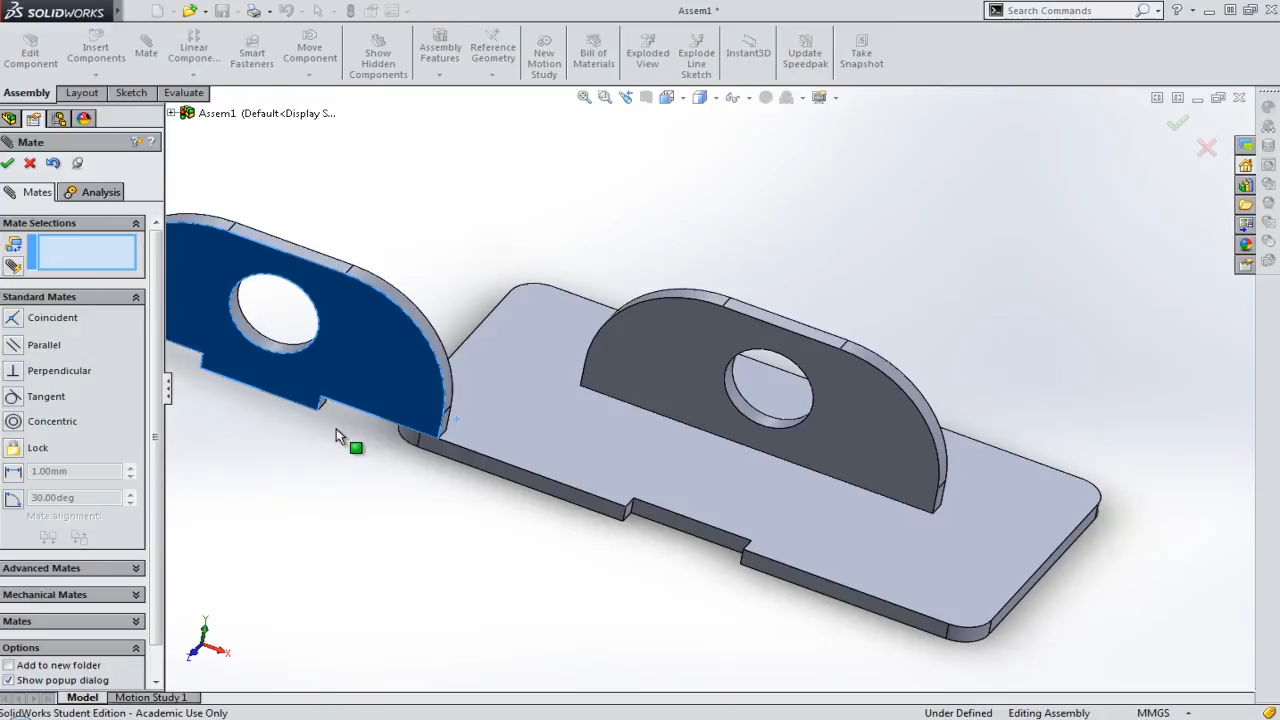 SOLIDWORKS
Assem1 *
Search Commands
Edit Component
Insert Components
Mate
Linear Compone...
Smart Fasteners
Move Component
Show Hidden Components
Assembly Features
Reference Geometry
New Motion Study
Bill of Materials
Exploded View
Explode Line Sketch
Instant3D
Update Speedpak
Take Snapshot
Assembly Layout Sketch Evaluate
Assem1 (Default<Display S...
Mate
Mates Analysis
Mate Selections
Standard Mates
Coincident
Parallel
Perpendicular
Tangent
Concentric
Lock
1.00mm
30.00deg
Mate alignment:
Advanced Mates
Mechanical Mates
Mates
Options
Add to new folder
Show popup dialog
Y
X
Z
Model Motion Study 1
SolidWorks Student Edition - Academic Use Only
Under Defined Editing Assembly MMGS